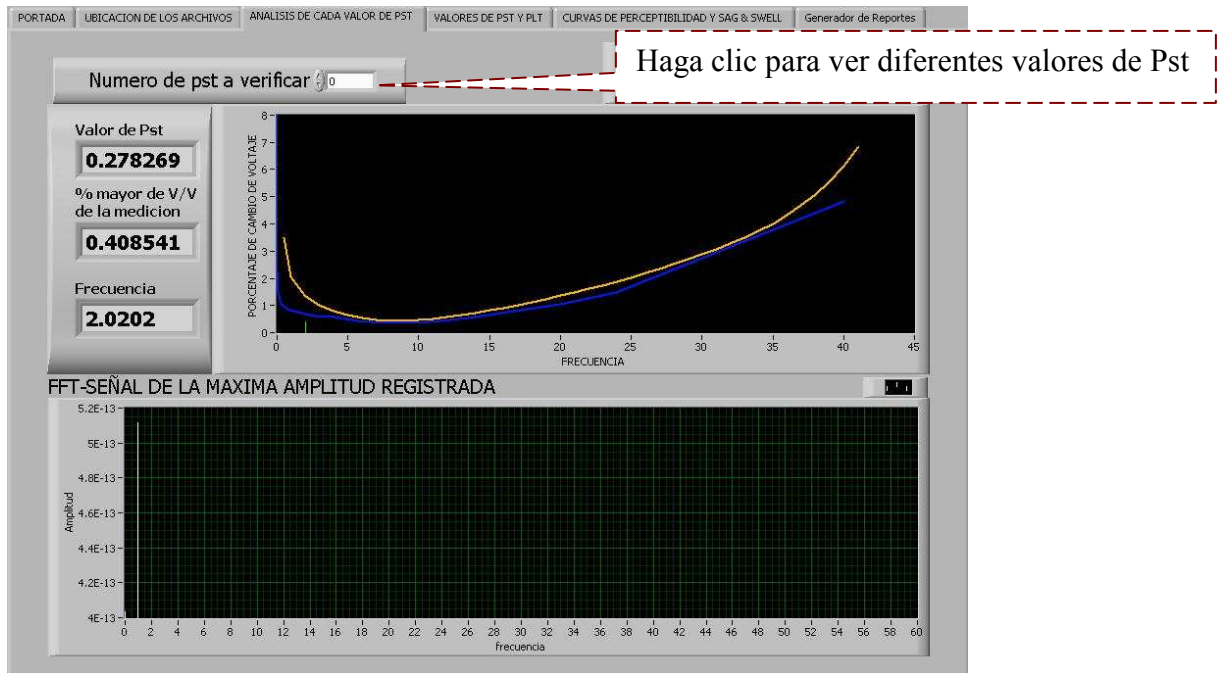 PORTADA
UBICACION DE LOS ARCHIVOS
ANALISIS DE CADA VALOR DE PST
VALORES DE PST Y PLT
CURVAS DE PERCEPTIBILIDAD Y SAG & SWELL
Generador de Reportes
Haga clic para ver diferentes valores de Pst
Numero de pst a verificar 0
Valor de Pst
0.278269
% mayor de V/V
de la medicion
0.408541
Frecuencia
2.0202
PORCENTAJE DE CAMBIO DE VOLTAJE
8
7
6
5
4
3
2
1
0
0 5 10 15 20 25 30 35 40 45
FRECUENCIA
FFT-SEÑAL DE LA MAXIMA AMPLITUD REGISTRADA
Amplitud
5.2E-13
5E-13
4.8E-13
4.6E-13
4.4E-13
4.2E-13
4E-13
0 2 4 6 8 10 12 14 16 18 20 22 24 26 28 30 32 34 36 38 40 42 44 46 48 50 52 54 56 58 60
frecuencia